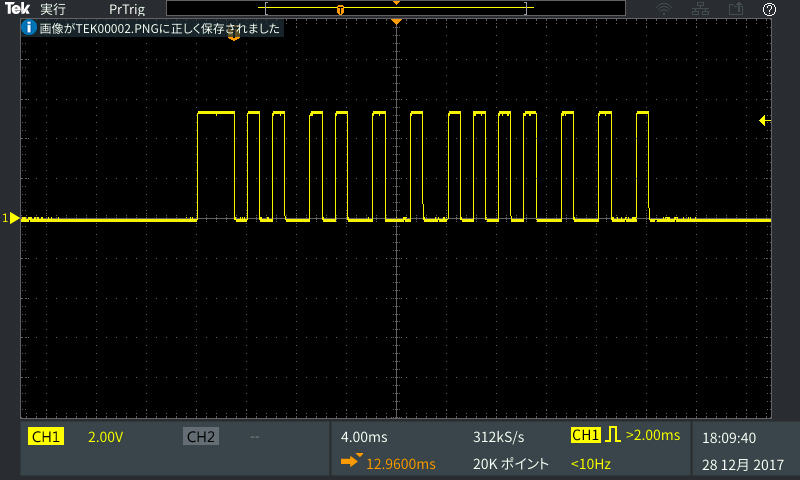 Tek 実行 PrTrig
画像がTEK00002.PNGに正しく保存されました
1
CH1 2.00V CH2 -- 4.00ms 312kS/s CH1 >2.00ms 18:09:40
12.9600ms 20K ポイント <10Hz 28 12月 2017